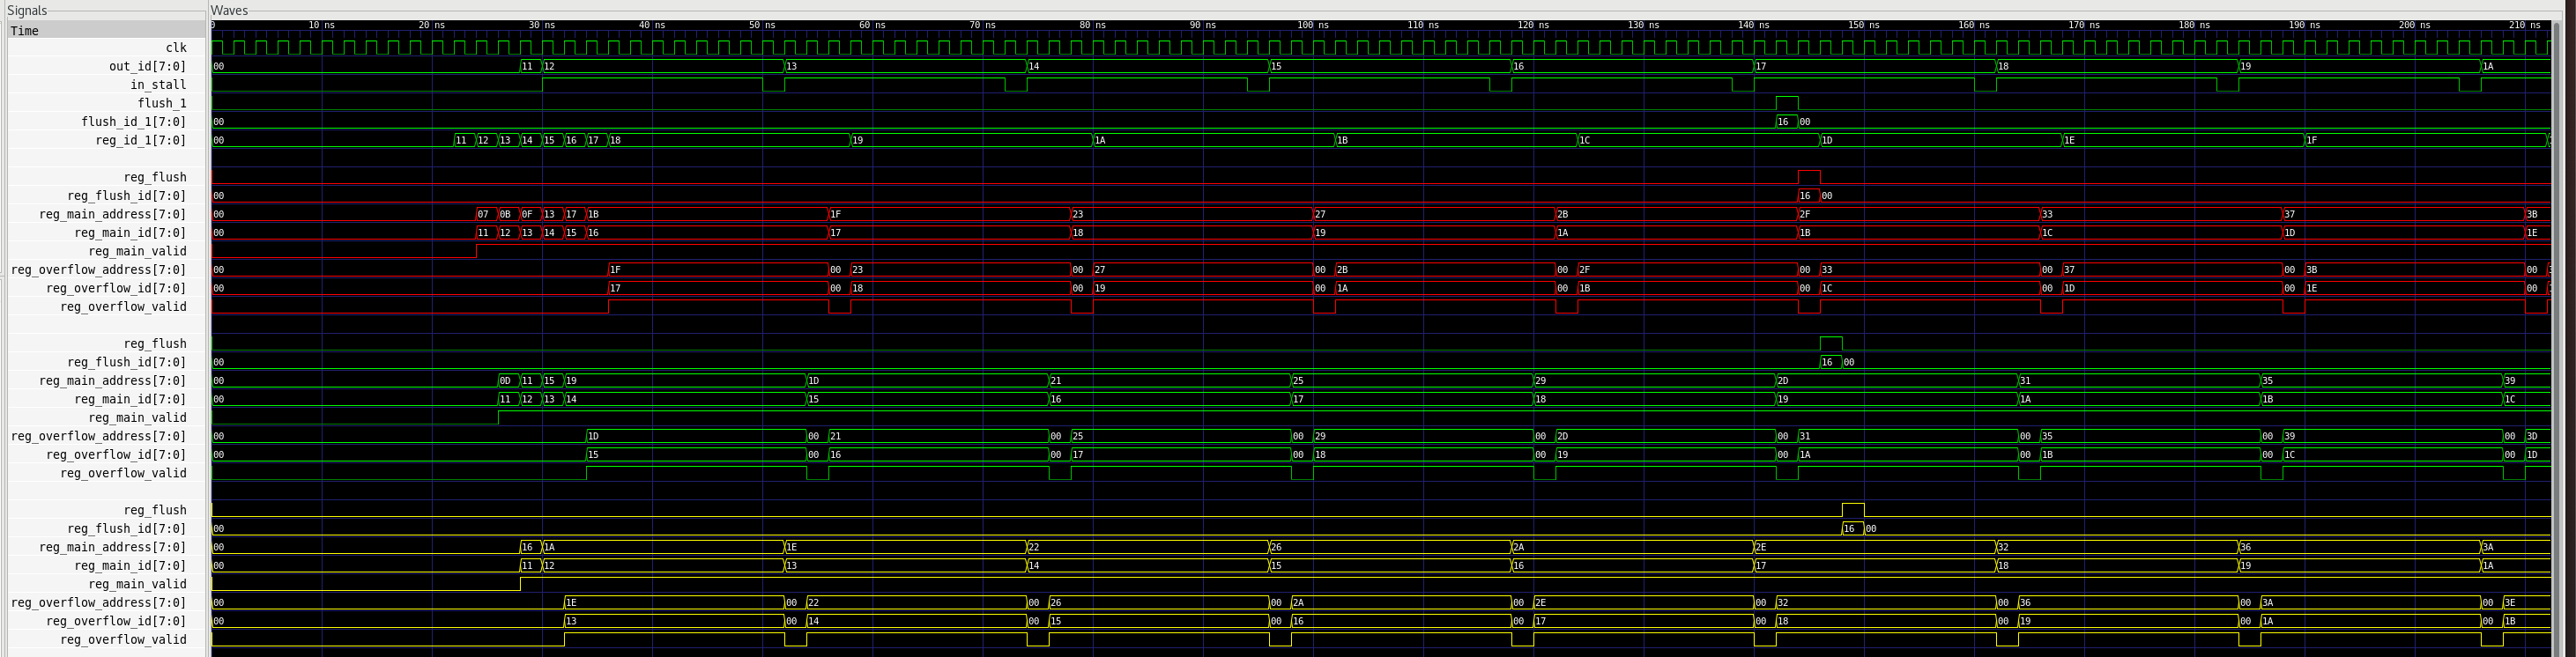 Signals Waves
Time 0 10 ns 20 ns 30 ns 40 ns 50 ns 60 ns 70 ns 80 ns 90 ns 100 ns 110 ns 120 ns 130 ns 140 ns 150 ns 160 ns 170 ns 180 ns 190 ns 200 ns 210 ns
clk
out_id[7:0] 00 11 12 13 14 15 16 17 18 19 1A
in_stall
flush_1
flush_id_1[7:0] 00 16 00
reg_id_1[7:0] 00 11 12 13 14 15 16 17 18 19 1A 1B 1C 1D 1E 1F
reg_flush
reg_flush_id[7:0] 00 16 00
reg_main_address[7:0] 00 07 0B 0F 13 17 1B 1F 23 27 2B 2F 33 37 3B
reg_main_id[7:0] 00 11 12 13 14 15 16 17 18 19 1A 1B 1C 1D 1E
reg_main_valid
reg_overflow_address[7:0] 00 1F 00 23 00 27 00 2B 00 2F 00 33 00 37 00 3B 00
reg_overflow_id[7:0] 00 17 00 18 00 19 00 1A 00 1B 00 1C 00 1D 00 1E 00
reg_overflow_valid
reg_flush
reg_flush_id[7:0] 00 16 00
reg_main_address[7:0] 00 0D 11 15 19 1D 21 25 29 2D 31 35 39
reg_main_id[7:0] 00 11 12 13 14 15 16 17 18 19 1A 1B 1C
reg_main_valid
reg_overflow_address[7:0] 00 1D 00 21 00 25 00 29 00 2D 00 31 00 35 00 39 00 3D
reg_overflow_id[7:0] 00 15 00 16 00 17 00 18 00 19 00 1A 00 1B 00 1C 00 1D
reg_overflow_valid
reg_flush
reg_flush_id[7:0] 00 16 00
reg_main_address[7:0] 00 16 1A 1E 22 26 2A 2E 32 36 3A
reg_main_id[7:0] 00 11 12 13 14 15 16 17 18 19 1A
reg_main_valid
reg_overflow_address[7:0] 00 1E 00 22 00 26 00 2A 00 2E 00 32 00 36 00 3A 00 3E
reg_overflow_id[7:0] 00 13 00 14 00 15 00 16 00 17 00 18 00 19 00 1A 00 1B
reg_overflow_valid